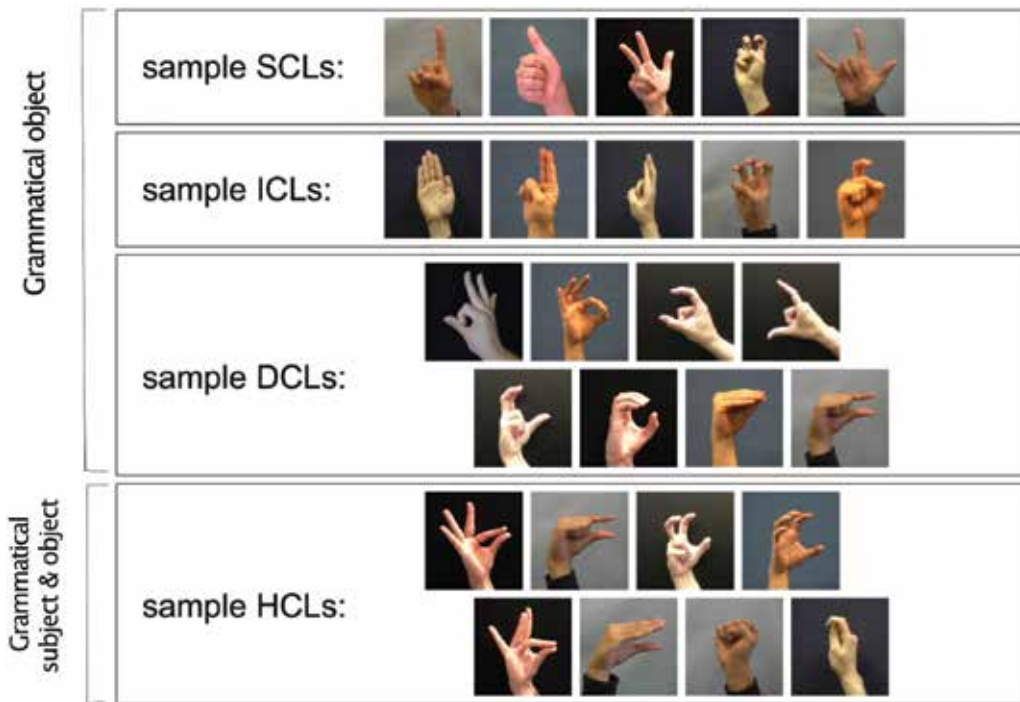 Grammatical object
sample SCLs:
sample ICLs:
sample DCLs:
Grammatical
subject & object
sample HCLs: